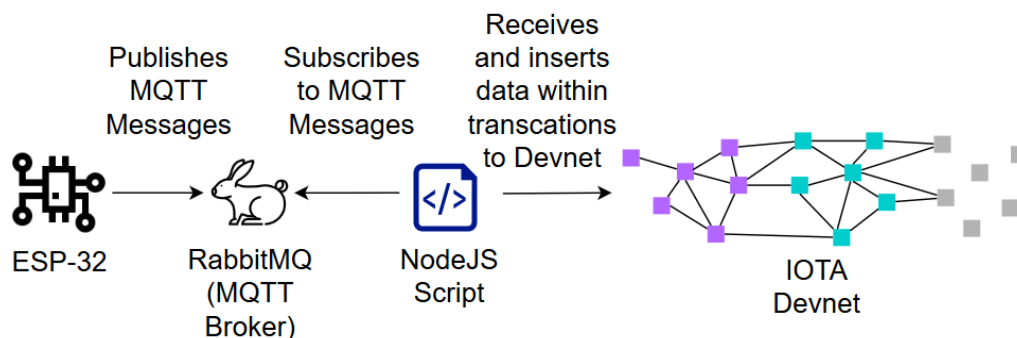 Publishes
MQTT
Messages
Subscribes
to MQTT
Messages
Receives
and inserts
data within
transcations
to Devnet
</>
ESP-32
RabbitMQ
(MQTT
Broker)
NodeJS
Script
IOTA
Devnet